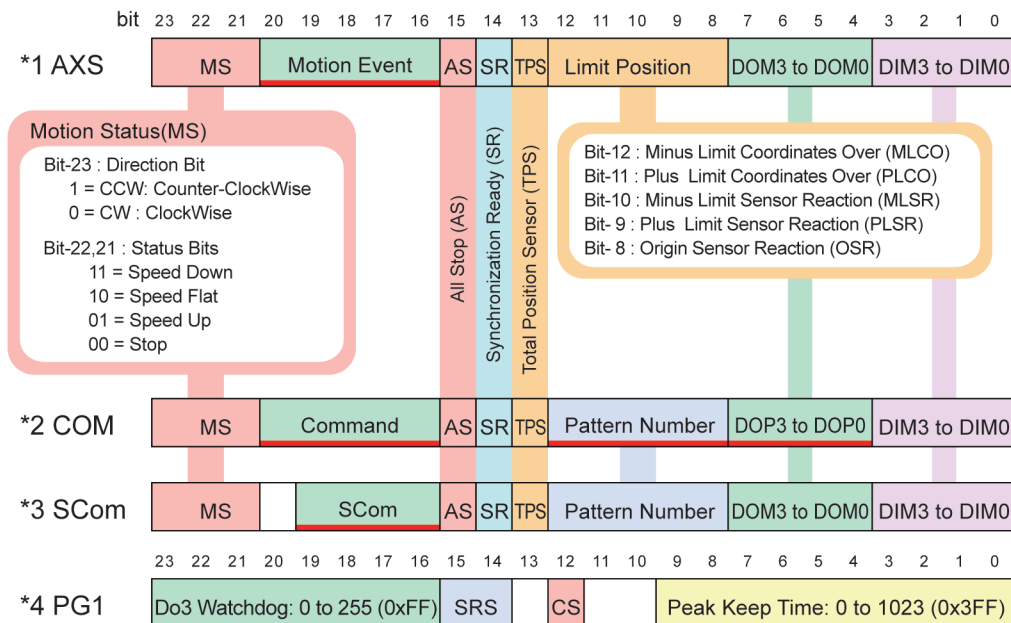 bit 23 22 21 20 19 18 17 16 15 14 13 12 11 10 9 8 7 6 5 4 3 2 1 0
*1 AXS MS Motion Event AS SR TPS Limit Position DOM3 to DOM0 DIM3 to DIM0
Motion Status(MS)
Bit-23 : Direction Bit
1 = CCW: Counter-ClockWise
0 = CW : ClockWise
Bit-22,21 : Status Bits
11 = Speed Down
10 = Speed Flat
01 = Speed Up
00 = Stop
All Stop (AS)
Synchronization Ready (SR)
Total Position Sensor (TPS)
Bit-12 : Minus Limit Coordinates Over (MLCO)
Bit-11 : Plus Limit Coordinates Over (PLCO)
Bit-10 : Minus Limit Sensor Reaction (MLSR)
Bit- 9 : Plus Limit Sensor Reaction (PLSR)
Bit- 8 : Origin Sensor Reaction (OSR)
*2 COM MS Command AS SR TPS Pattern Number DOP3 to DOP0 DIM3 to DIM0
*3 SCom MS SCom AS SR TPS Pattern Number DOM3 to DOM0 DIM3 to DIM0
23 22 21 20 19 18 17 16 15 14 13 12 11 10 9 8 7 6 5 4 3 2 1 0
*4 PG1 Do3 Watchdog: 0 to 255 (0xFF) SRS CS Peak Keep Time: 0 to 1023 (0x3FF)